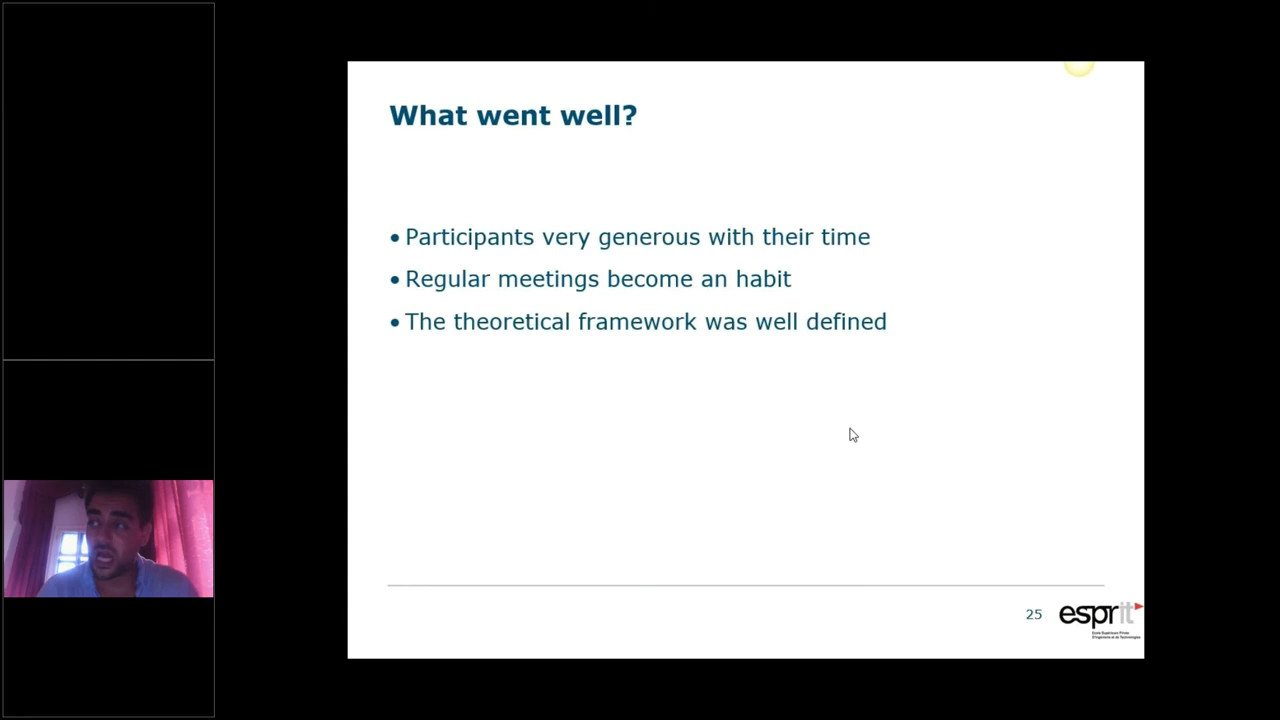 What went well?
• Participants very generous with their time
• Regular meetings become an habit
• The theoretical framework was well defined
25
esprit